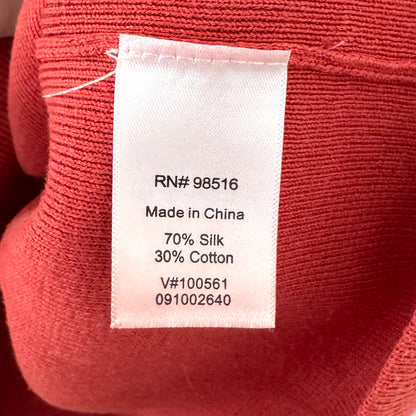 RN# 98516
Made in China
70% Silk
30% Cotton
V#100561
091002640